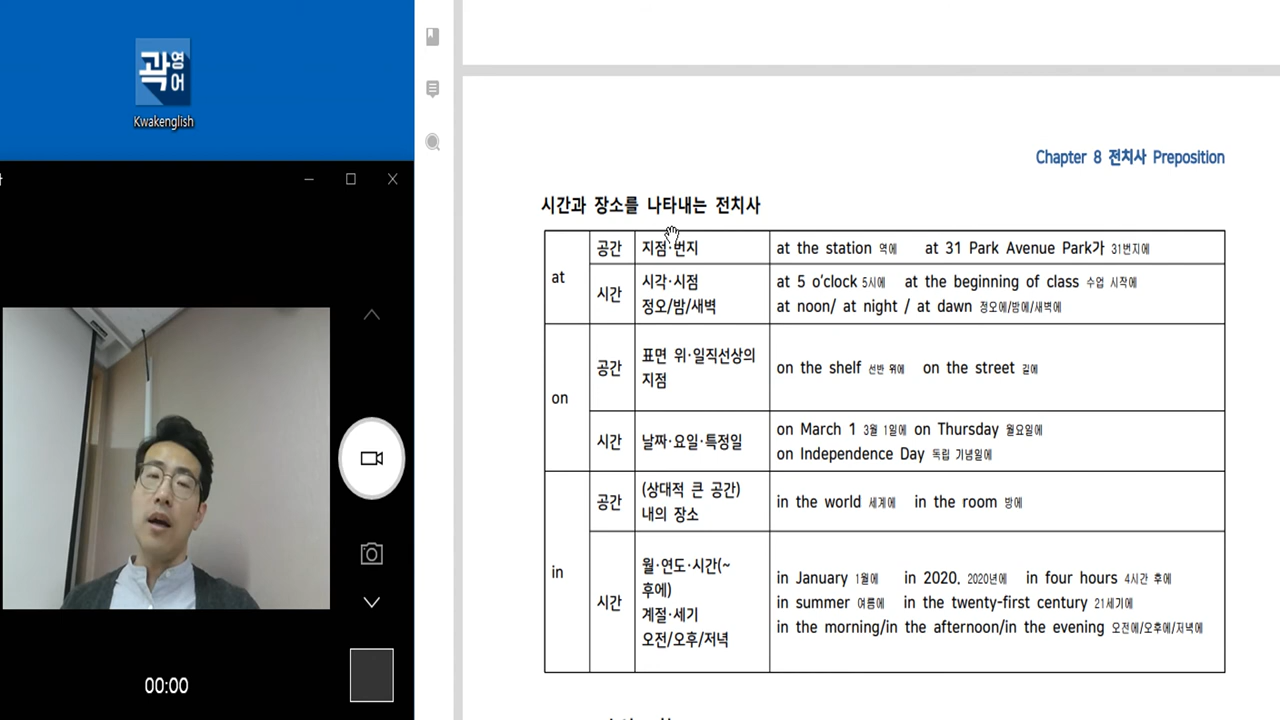 곽영어
Kwakenglish
00:00
Chapter 8 전치사 Preposition
시간과 장소를 나타내는 전치사
at
공간
지점·번지
at the station 역에 at 31 Park Avenue Park가 31번지에
시간
시각·시점
정오/밤/새벽
at 5 o'clock 5시에 at the beginning of class 수업 시작에
at noon/ at night / at dawn 정오에/밤에/새벽에
on
공간
표면 위·일직선상의
지점
on the shelf 선반 위에 on the street 길에
시간
날짜·요일·특정일
on March 1 3월 1일에 on Thursday 월요일에
on Independence Day 독립 기념일에
in
공간
(상대적 큰 공간)
내의 장소
in the world 세계에 in the room 방에
시간
월·연도·시간(~
후에)
계절·세기
오전/오후/저녁
in January 1월에 in 2020. 2020년에 in four hours 4시간 후에
in summer 여름에 in the twenty-first century 21세기에
in the morning/in the afternoon/in the evening 오전에/오후에/저녁에